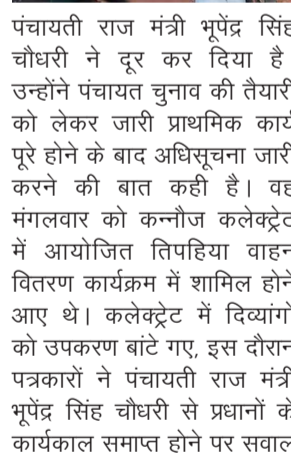 पंचायती राज मंत्री भूपेंद्र सिंह
चौधरी ने दूर कर दिया है
उन्होंने पंचायत चुनाव की तैयारी
को लेकर जारी प्राथमिक कार्य
पूरे होने के बाद अधिसूचना जारी
करने की बात कही है। वह
मंगलवार को कन्नौज कलेक्ट्रेट
में आयोजित तिपहिया वाहन
वितरण कार्यक्रम में शामिल होने
आए थे। कलेक्ट्रेट में दिव्यांगों
को उपकरण बांटे गए, इस दौरान
पत्रकारों ने पंचायती राज मंत्री
भूपेंद्र सिंह चौधरी से प्रधानों के
कार्यकाल समाप्त होने पर सवाल